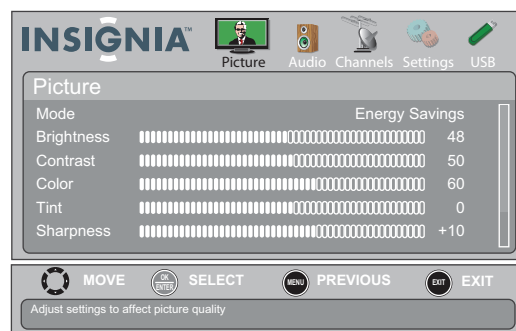 INSIGNIA™
Picture Audio Channels Settings USB
Picture
Mode Energy Savings
Brightness 48
Contrast 50
Color 60
Tint 0
Sharpness +10
MOVE OK ENTER SELECT MENU PREVIOUS EXIT EXIT
Adjust settings to affect picture quality